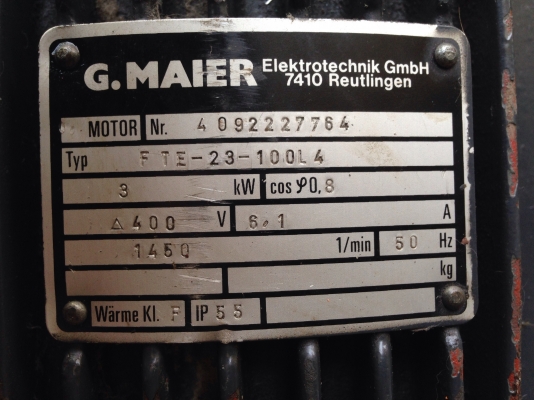 G.MAIER Elektrotechnik GmbH
7410 Reutlingen
MOTOR Nr. 4092227764
Typ FTE-23-100L4
3 kW cos φ 0,8
△ 400 V 6.1 A
1450 1/min 50 Hz
kg
Wärme Kl. F IP 55